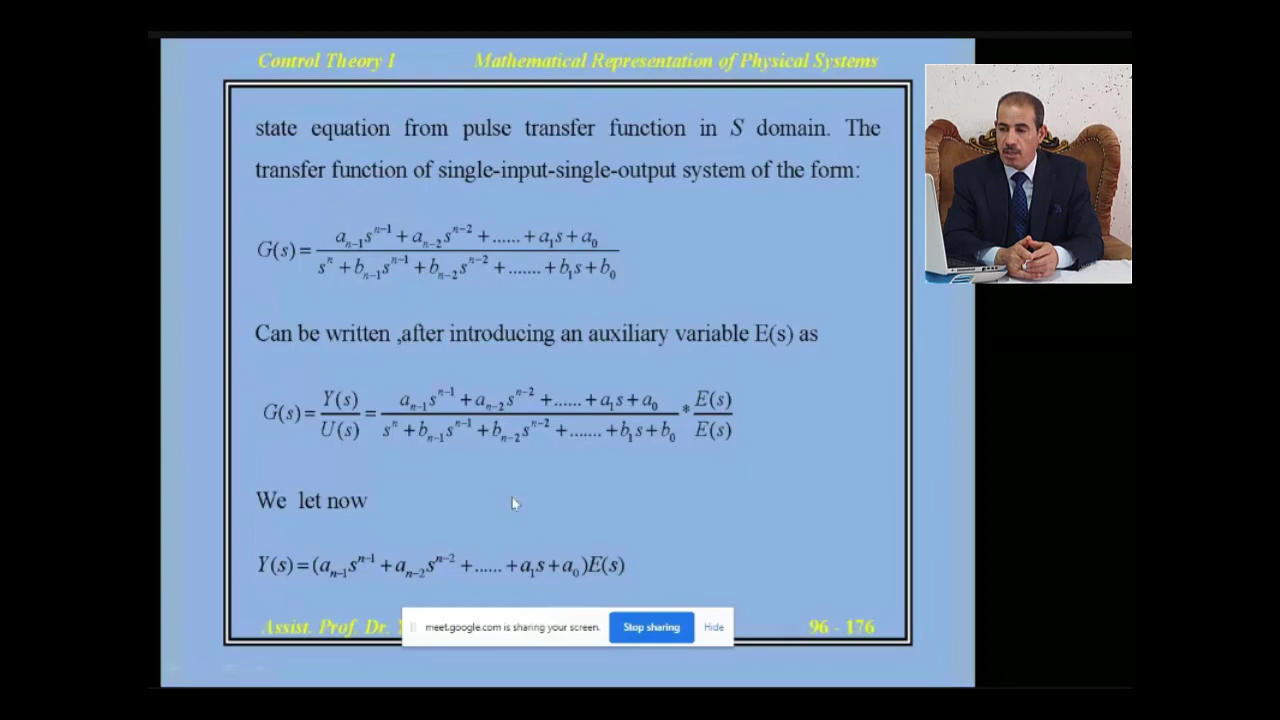 Control Theory I Mathematical Representation of Physical Systems
state equation from pulse transfer function in S domain. The
transfer function of single-input-single-output system of the form:
G(s) = (a_{n-1}s^{n-1} + a_{n-2}s^{n-2} + ...... + a_1s + a_0) / (s^n + b_{n-1}s^{n-1} + b_{n-2}s^{n-2} + ....... + b_1s + b_0)
Can be written ,after introducing an auxiliary variable E(s) as
G(s) = Y(s)/U(s) = (a_{n-1}s^{n-1} + a_{n-2}s^{n-2} + ...... + a_1s + a_0) / (s^n + b_{n-1}s^{n-1} + b_{n-2}s^{n-2} + ....... + b_1s + b_0) * E(s)/E(s)
We let now
Y(s) = (a_{n-1}s^{n-1} + a_{n-2}s^{n-2} + ...... + a_1s + a_0)E(s)
Assist. Prof. Dr. 96 - 176
meet.google.com is sharing your screen. Stop sharing Hide